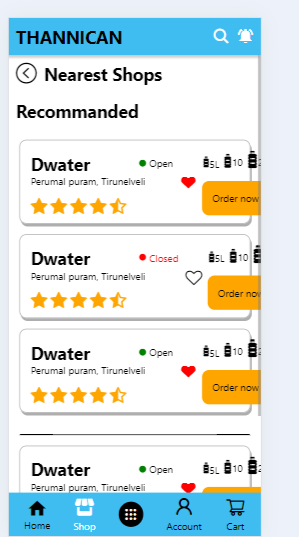 THANNICAN
Nearest Shops
Recommanded
Dwater
Open
5L 10
Perumal puram, Tirunelveli
Order now
Dwater
Closed
5L 10
Perumal puram, Tirunelveli
Order now
Dwater
Open
5L 10
Perumal puram, Tirunelveli
Order now
Dwater
Open
5L 10
Perumal puram, Tirunelveli
Home Shop Account Cart